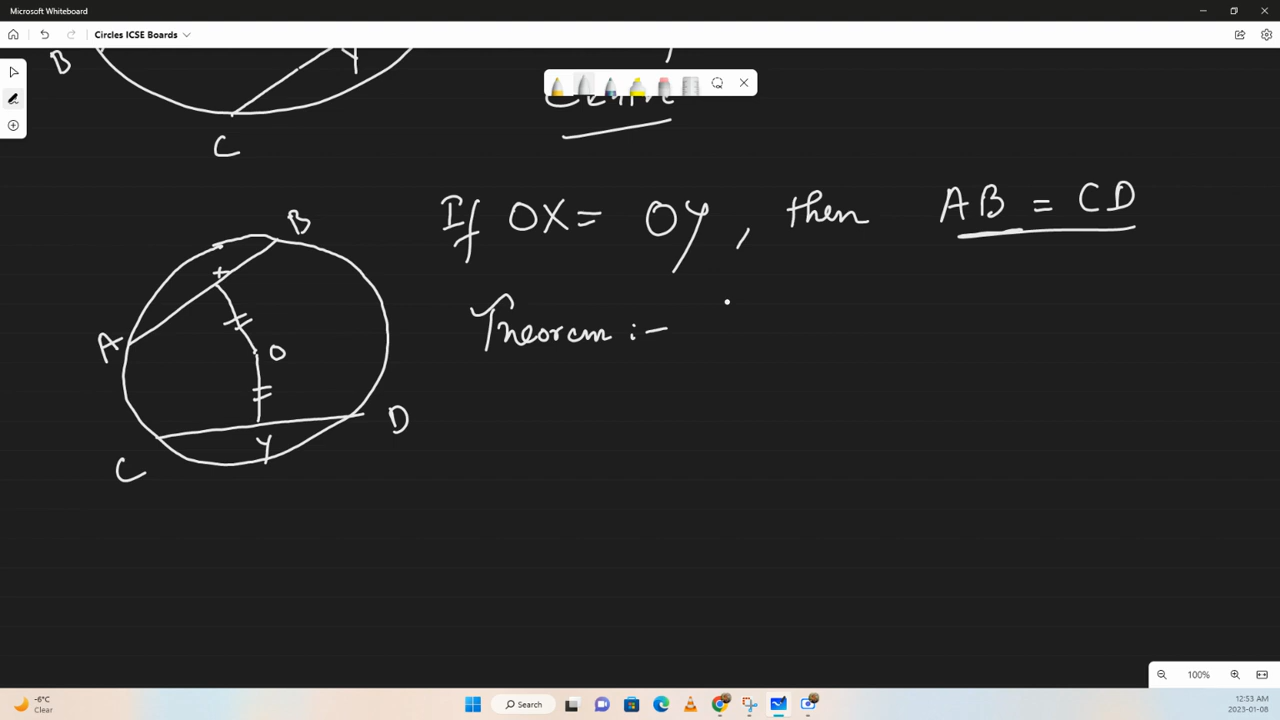 Microsoft Whiteboard
Circles ICSE Boards
B
Y
C
Centre
If OX = OY , then AB = CD
B
Theorem :-
A
O
D
Y
C
100%
-6°C
Clear
Search
12:53 AM
2023-01-08